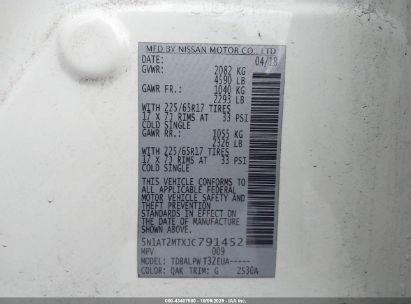 MFD BY NISSAN MOTOR CO., LTD
DATE: 04/18
GVWR: 2082 KG
4590 LB
GAWR FR.: 1040 KG
2293 LB
WITH 225/65R17 TIRES
17 X 7J RIMS AT 33 PSI
COLD SINGLE
GAWR RR.: 1055 KG
2326 LB
WITH 225/65R17 TIRES
17 X 7J RIMS AT 33 PSI
COLD SINGLE
THIS VEHICLE CONFORMS TO
ALL APPLICABLE FEDERAL
MOTOR VEHICLE SAFETY AND
THEFT PREVENTION
STANDARDS IN EFFECT ON
THE DATE OF MANUFACTURE
SHOWN ABOVE.
5N1AT2MTXJC791452
MPV 009
MODEL: TDBALPW T3ZEUA-----
COLOR: QAK TRIM: G ZS30A